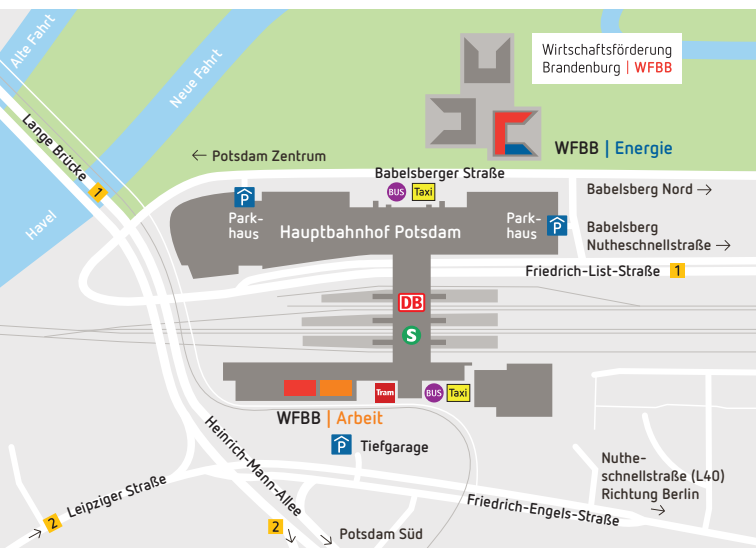 Alte Fahrt
Neue Fahrt
Wirtschaftsförderung
Brandenburg | WFBB
Lange Brücke
1
WFBB | Energie
← Potsdam Zentrum
Babelsberger Straße
BUS
Taxi
Babelsberg Nord →
P
Park-
haus
Hauptbahnhof Potsdam
Park-
haus
P
Babelsberg
Nutheschnellstraße →
Havel
Friedrich-List-Straße 1
DB
S
Tram
BUS
Taxi
WFBB | Arbeit
P Tiefgarage
Heinrich-Mann-Allee
2
Leipziger Straße
2
Nuthe-
schnellstraße (L40)
Richtung Berlin
→
Friedrich-Engels-Straße
Potsdam Süd